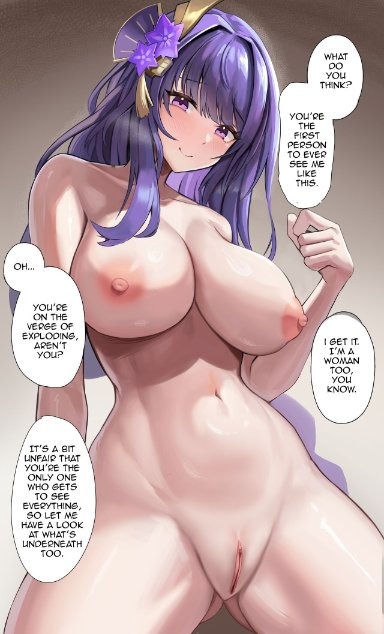 WHAT
DO
YOU
THINK?
YOU'RE
THE
FIRST
PERSON
TO EVER
SEE ME
LIKE
THIS.
OH...
YOU'RE
ON THE
VERGE OF
EXPLODING,
AREN'T
YOU?
I GET IT.
I'M A
WOMAN
TOO,
YOU
KNOW.
IT'S A BIT
UNFAIR THAT
YOU'RE THE
ONLY ONE
WHO GETS
TO SEE
EVERYTHING,
SO LET ME
HAVE A LOOK
AT WHAT'S
UNDERNEATH
TOO.